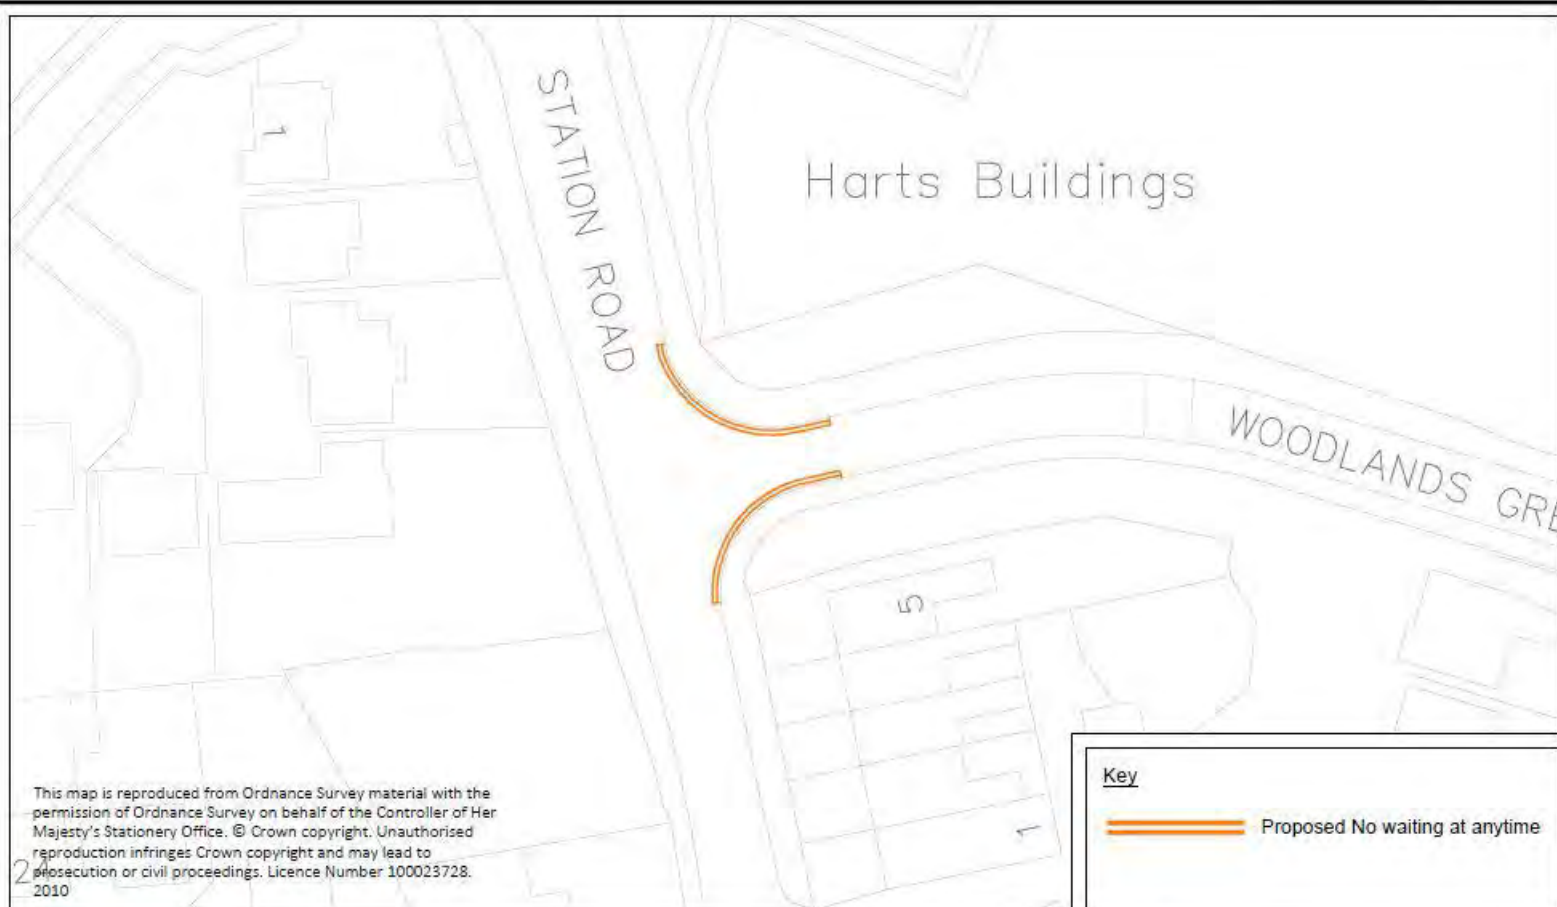 1
STATION ROAD
Harts Buildings
WOODLANDS GRE
5
1
Key
Proposed No waiting at anytime
This map is reproduced from Ordnance Survey material with the
permission of Ordnance Survey on behalf of the Controller of Her
Majesty's Stationery Office. © Crown copyright. Unauthorised
reproduction infringes Crown copyright and may lead to
prosecution or civil proceedings. Licence Number 100023728.
2010